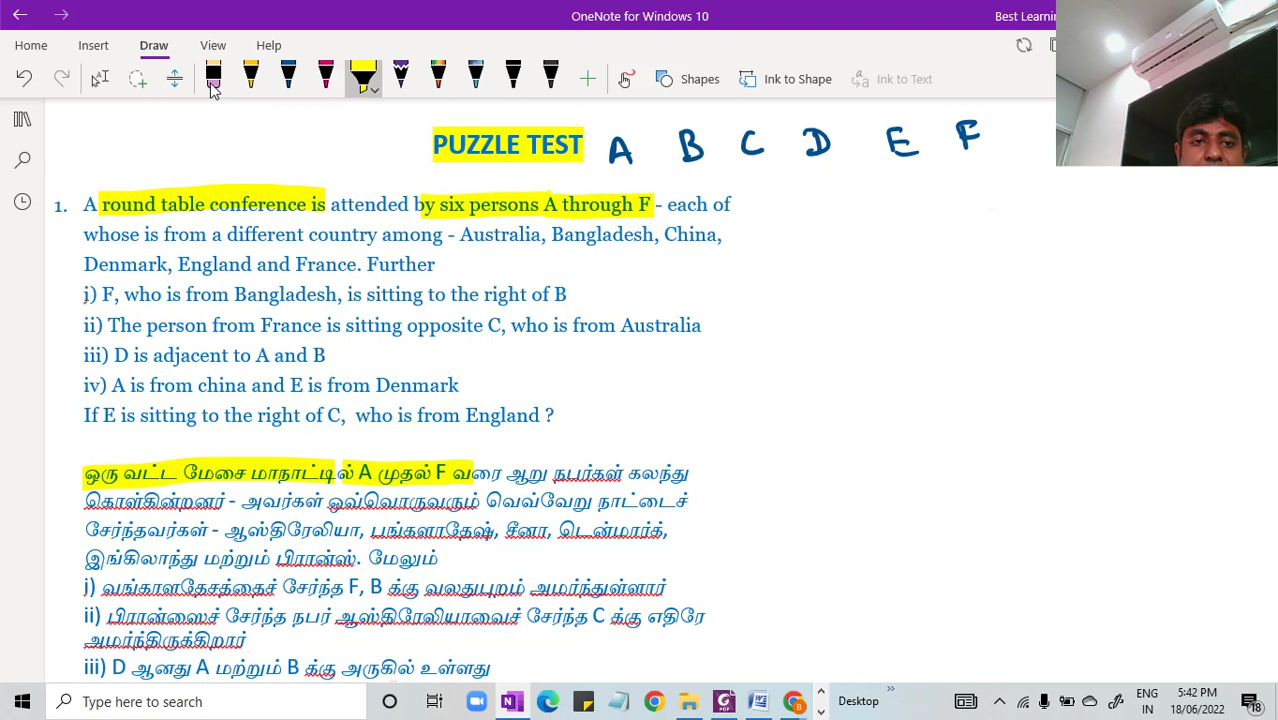 OneNote for Windows 10
Best Learnin
Home Insert Draw View Help
Shapes Ink to Shape Ink to Text
PUZZLE TEST A B C D E F
1. A round table conference is attended by six persons A through F - each of
whose is from a different country among - Australia, Bangladesh, China,
Denmark, England and France. Further
i) F, who is from Bangladesh, is sitting to the right of B
ii) The person from France is sitting opposite C, who is from Australia
iii) D is adjacent to A and B
iv) A is from china and E is from Denmark
If E is sitting to the right of C, who is from England ?
ஒரு வட்ட மேசை மாநாட்டில் A முதல் F வரை ஆறு நபர்கள் கலந்து
கொள்கின்றனர் - அவர்கள் ஒவ்வொருவரும் வெவ்வேறு நாட்டைச்
சேர்ந்தவர்கள் - ஆஸ்திரேலியா, பங்களாதேஷ், சீனா, டென்மார்க்,
இங்கிலாந்து மற்றும் பிரான்ஸ். மேலும்
i) வங்காளதேசத்தைச் சேர்ந்த F, B க்கு வலதுபுறம் அமர்ந்துள்ளார்
ii) பிரான்ஸைச் சேர்ந்த நபர் ஆஸ்திரேலியாவைச் சேர்ந்த C க்கு எதிரே
அமர்ந்திருக்கிறார்
iii) D ஆனது A மற்றும் B க்கு அருகில் உள்ளது
Type here to search
Desktop
ENG
IN
5:42 PM
18/06/2022
18